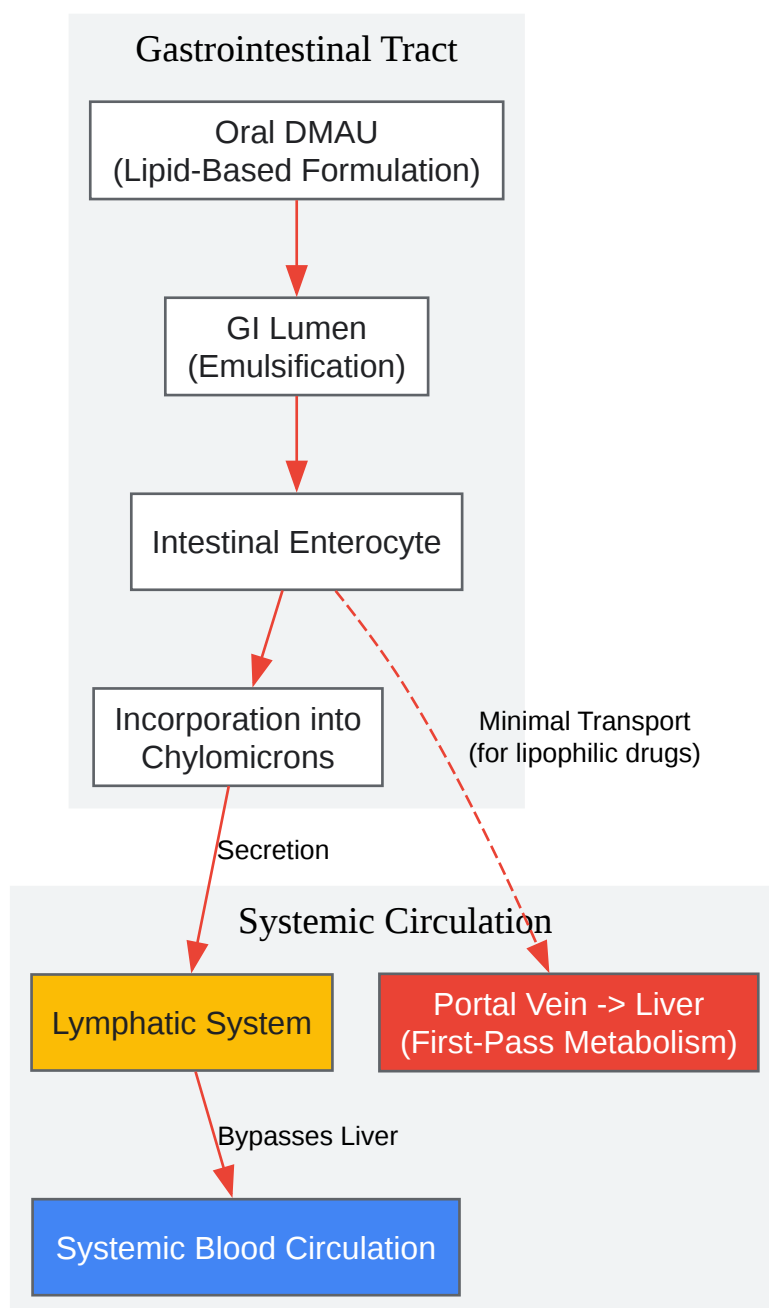 Gastrointestinal Tract
Oral DMAU
(Lipid-Based Formulation)
GI Lumen
(Emulsification)
Intestinal Enterocyte
Incorporation into
Chylomicrons
Minimal Transport
(for lipophilic drugs)
Secretion
Systemic Circulation
Lymphatic System
Portal Vein -> Liver
(First-Pass Metabolism)
Bypasses Liver
Systemic Blood Circulation